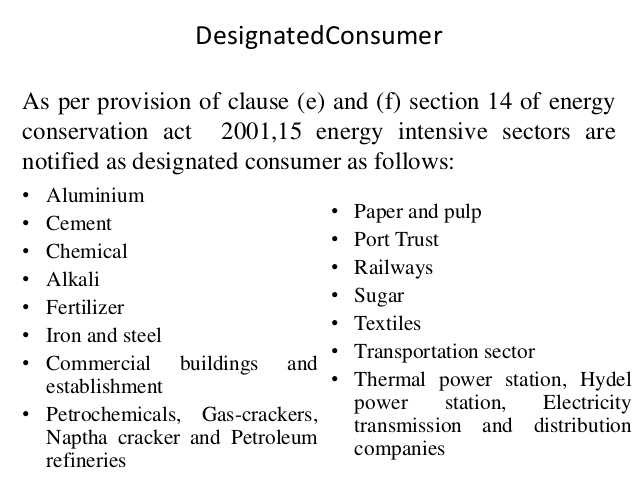 DesignatedConsumer
As per provision of clause (e) and (f) section 14 of energy
conservation act 2001,15 energy intensive sectors are
notified as designated consumer as follows:
• Aluminium
• Cement
• Chemical
• Alkali
• Fertilizer
• Iron and steel
• Commercial buildings and
establishment
• Petrochemicals, Gas-crackers,
Naptha cracker and Petroleum
refineries
• Paper and pulp
• Port Trust
• Railways
• Sugar
• Textiles
• Transportation sector
• Thermal power station, Hydel
power station, Electricity
transmission and distribution
companies